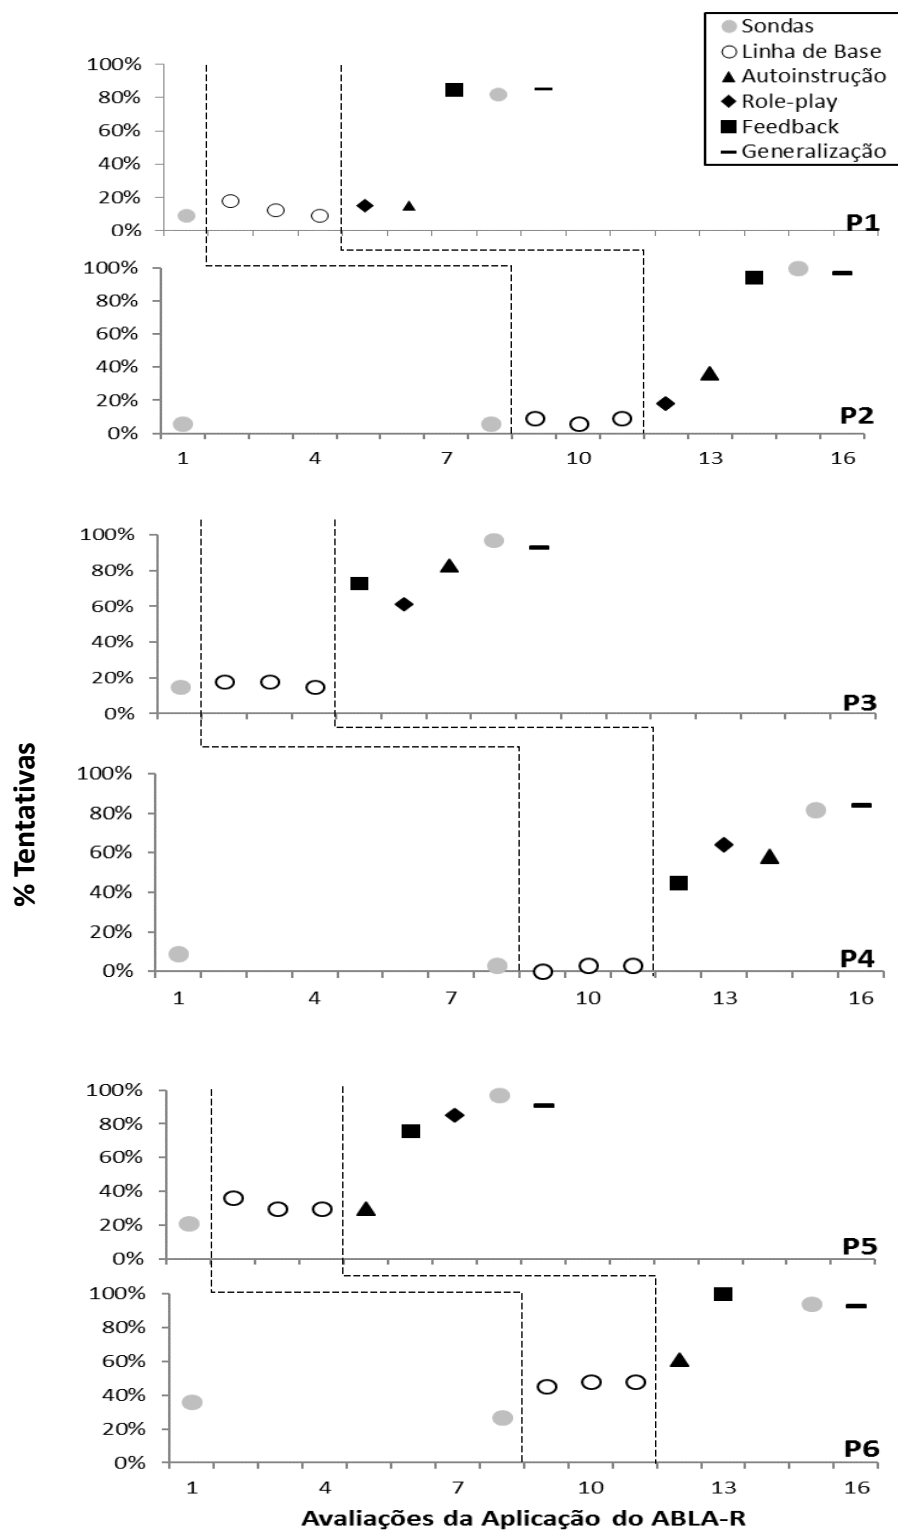 Sondas
Linha de Base
Autoinstrução
Role-play
Feedback
Generalização
100%
80%
60%
40%
20%
0%
P1
100%
80%
60%
40%
20%
0%
P2
1 4 7 10 13 16
100%
80%
60%
40%
20%
0%
P3
% Tentativas
100%
80%
60%
40%
20%
0%
P4
1 4 7 10 13 16
100%
80%
60%
40%
20%
0%
P5
100%
80%
60%
40%
20%
0%
P6
1 4 7 10 13 16
Avaliações da Aplicação do ABLA-R